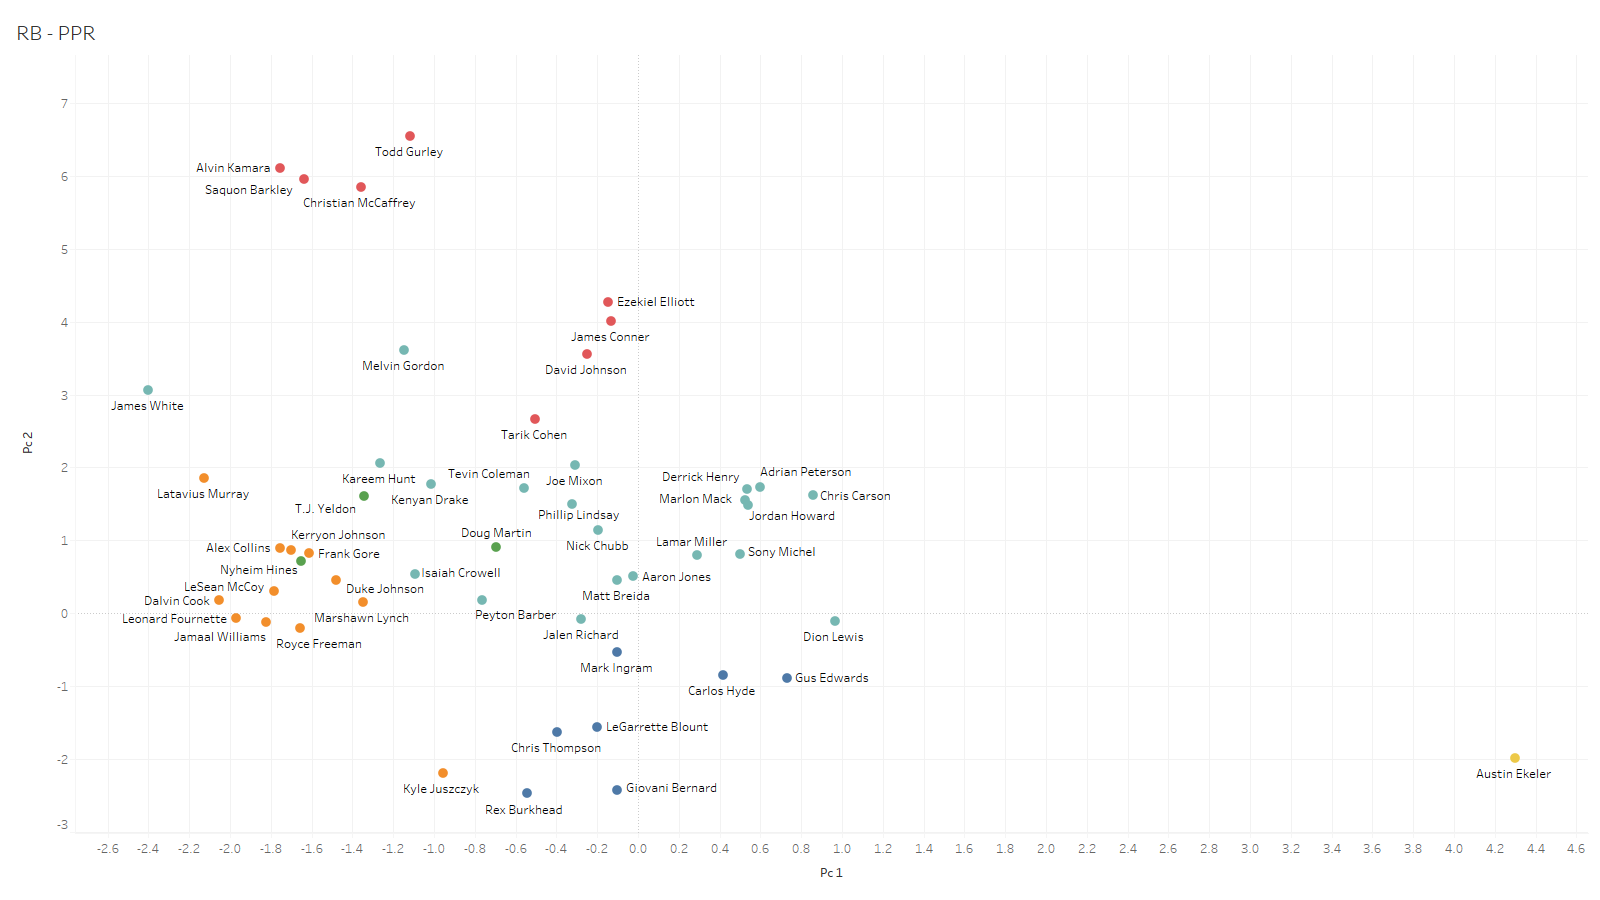 RB - PPR
7
Todd Gurley
Alvin Kamara
6
Saquon Barkley
Christian McCaffrey
5
Ezekiel Elliott
4
James Conner
Melvin Gordon
David Johnson
3
James White
Tarik Cohen
Pc 2
2
Adrian Peterson
Tevin Coleman
Derrick Henry
Kareem Hunt
Joe Mixon
Latavius Murray
Chris Carson
Marlon Mack
Kenyan Drake
T.J. Yeldon
Phillip Lindsay
Jordan Howard
Doug Martin
Kerryon Johnson
1
Lamar Miller
Nick Chubb
Alex Collins
Frank Gore
Sony Michel
Nyheim Hines
Isaiah Crowell
Aaron Jones
LeSean McCoy
Duke Johnson
Matt Breida
Dalvin Cook
0
Peyton Barber
Leonard Fournette
Marshawn Lynch
Jamaal Williams
Jalen Richard
Dion Lewis
Royce Freeman
Mark Ingram
Gus Edwards
-1
Carlos Hyde
LeGarrette Blount
Chris Thompson
-2
Austin Ekeler
Kyle Juszczyk
Giovani Bernard
Rex Burkhead
-3
-2.6 -2.4 -2.2 -2.0 -1.8 -1.6 -1.4 -1.2 -1.0 -0.8 -0.6 -0.4 -0.2 0.0 0.2 0.4 0.6 0.8 1.0 1.2 1.4 1.6 1.8 2.0 2.2 2.4 2.6 2.8 3.0 3.2 3.4 3.6 3.8 4.0 4.2 4.4 4.6
Pc 1